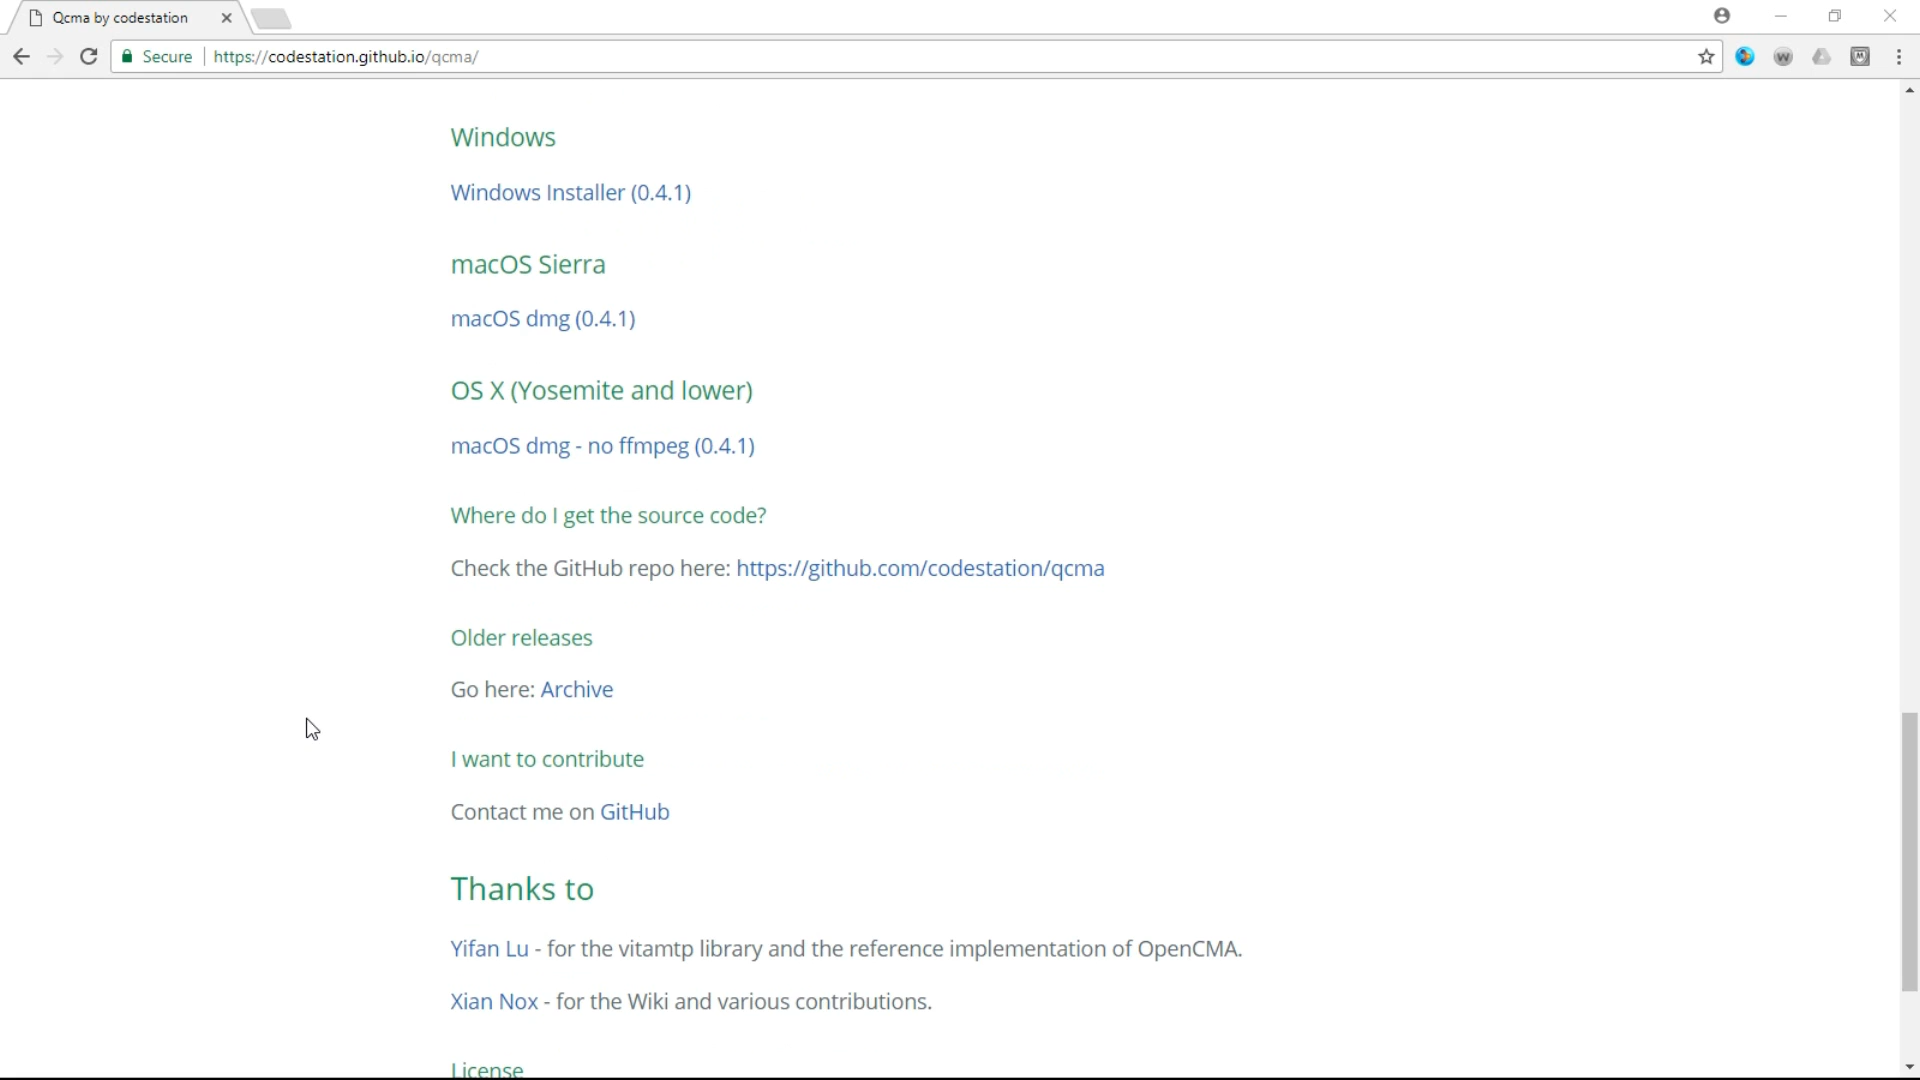 Qcma by codestation
Secure https://codestation.github.io/qcma/
Windows
Windows Installer (0.4.1)
macOS Sierra
macOS dmg (0.4.1)
OS X (Yosemite and lower)
macOS dmg - no ffmpeg (0.4.1)
Where do I get the source code?
Check the GitHub repo here: https://github.com/codestation/qcma
Older releases
Go here: Archive
I want to contribute
Contact me on GitHub
Thanks to
Yifan Lu - for the vitamtp library and the reference implementation of OpenCMA.
Xian Nox - for the Wiki and various contributions.
License